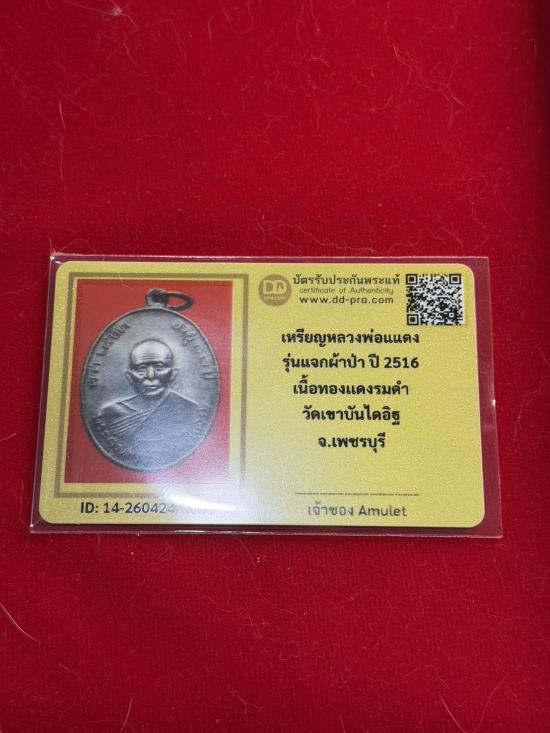 DD
บัตรรับประกันพระแท้
certificate of Authenticity
www.dd-pra.com
เหรียญหลวงพ่อแแดง
รุ่นแจกผ้าป่า ปี 2516
เนื้อทองแดงรมดำ
วัดเขาบันไดอิฐ
จ.เพชรบุรี
ID: 14-260424-
เจ้าของ Amulet